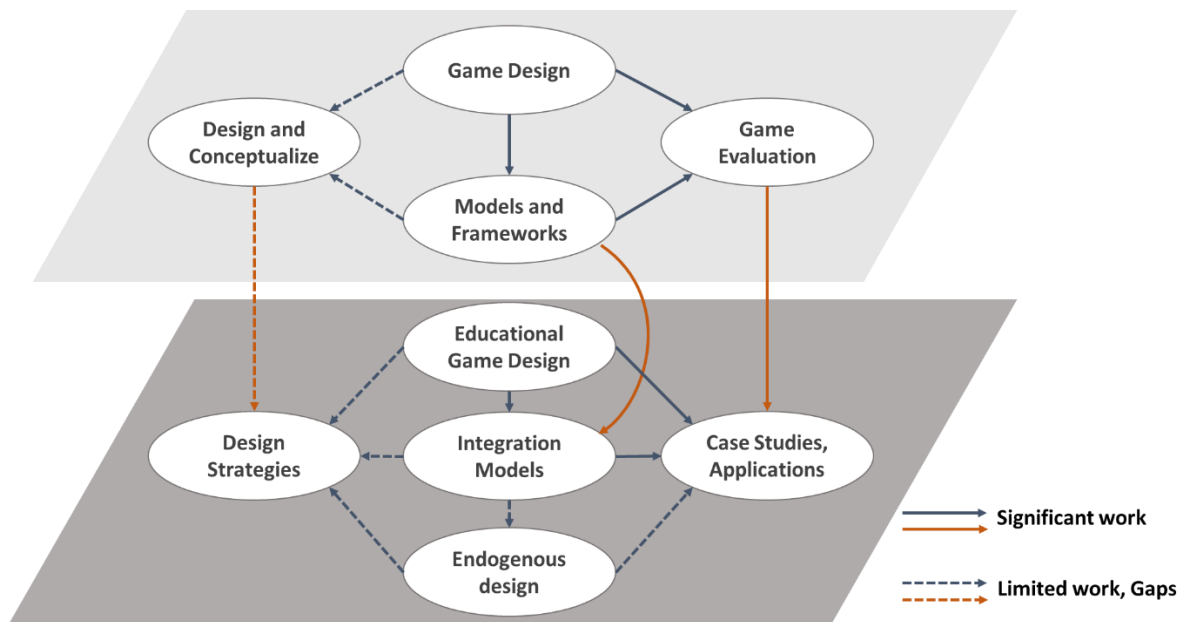 Game Design
Design and
Conceptualize
Game
Evaluation
Models and
Frameworks
Educational
Game Design
Design
Strategies
Integration
Models
Case Studies,
Applications
Endogenous
design
Significant work
Limited work, Gaps